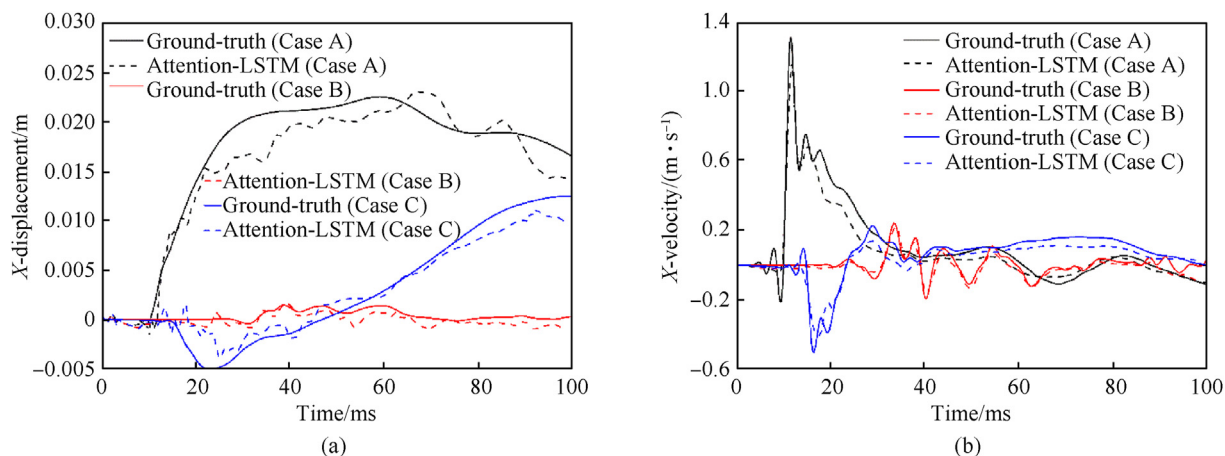 0.030
0.025
0.020
0.015
0.010
0.005
0
−0.005
X-displacement/m
Ground-truth (Case A)
Attention-LSTM (Case A)
Ground-truth (Case B)
Attention-LSTM (Case B)
Ground-truth (Case C)
Attention-LSTM (Case C)
0 20 40 60 80 100
Time/ms
(a)
1.4
1.0
0.6
0.2
−0.2
−0.6
X-velocity/(m • s⁻¹)
Ground-truth (Case A)
Attention-LSTM (Case A)
Ground-truth (Case B)
Attention-LSTM (Case B)
Ground-truth (Case C)
Attention-LSTM (Case C)
0 20 40 60 80 100
Time/ms
(b)